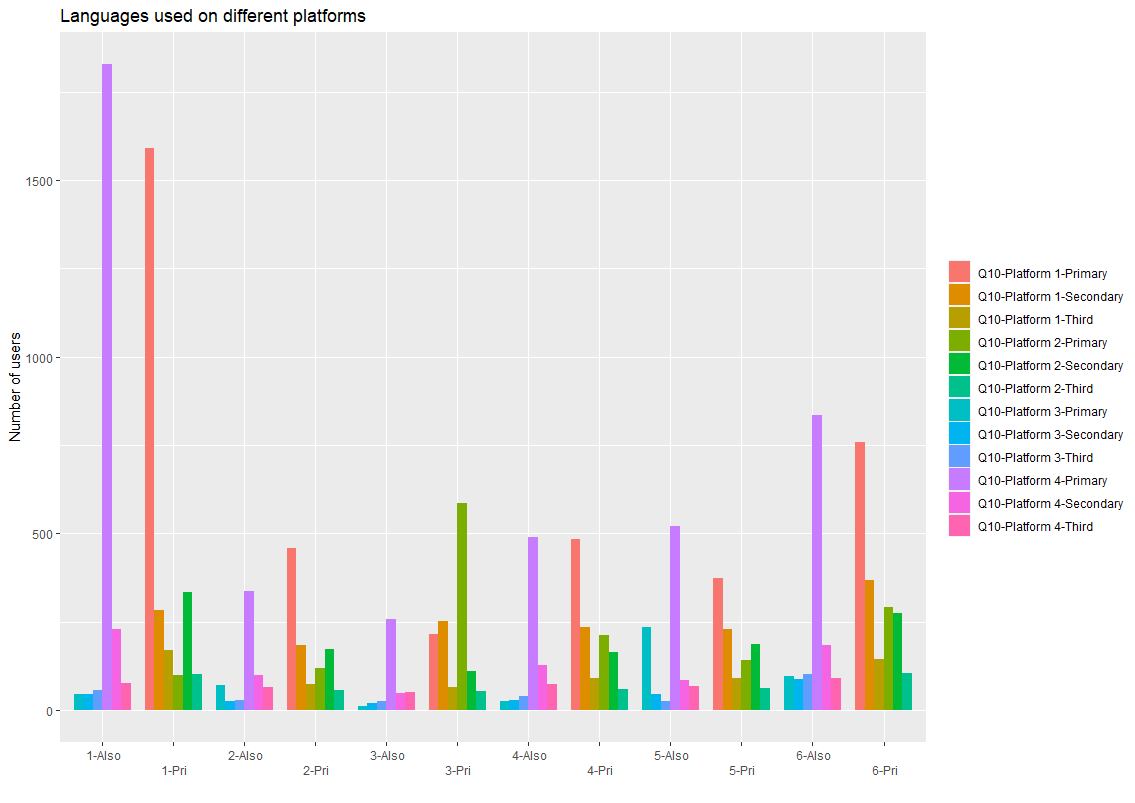 Languages used on different platforms
Number of users
1500
1000
500
0
1-Also
1-Pri
2-Also
2-Pri
3-Also
3-Pri
4-Also
4-Pri
5-Also
5-Pri
6-Also
6-Pri
Q10-Platform 1-Primary
Q10-Platform 1-Secondary
Q10-Platform 1-Third
Q10-Platform 2-Primary
Q10-Platform 2-Secondary
Q10-Platform 2-Third
Q10-Platform 3-Primary
Q10-Platform 3-Secondary
Q10-Platform 3-Third
Q10-Platform 4-Primary
Q10-Platform 4-Secondary
Q10-Platform 4-Third